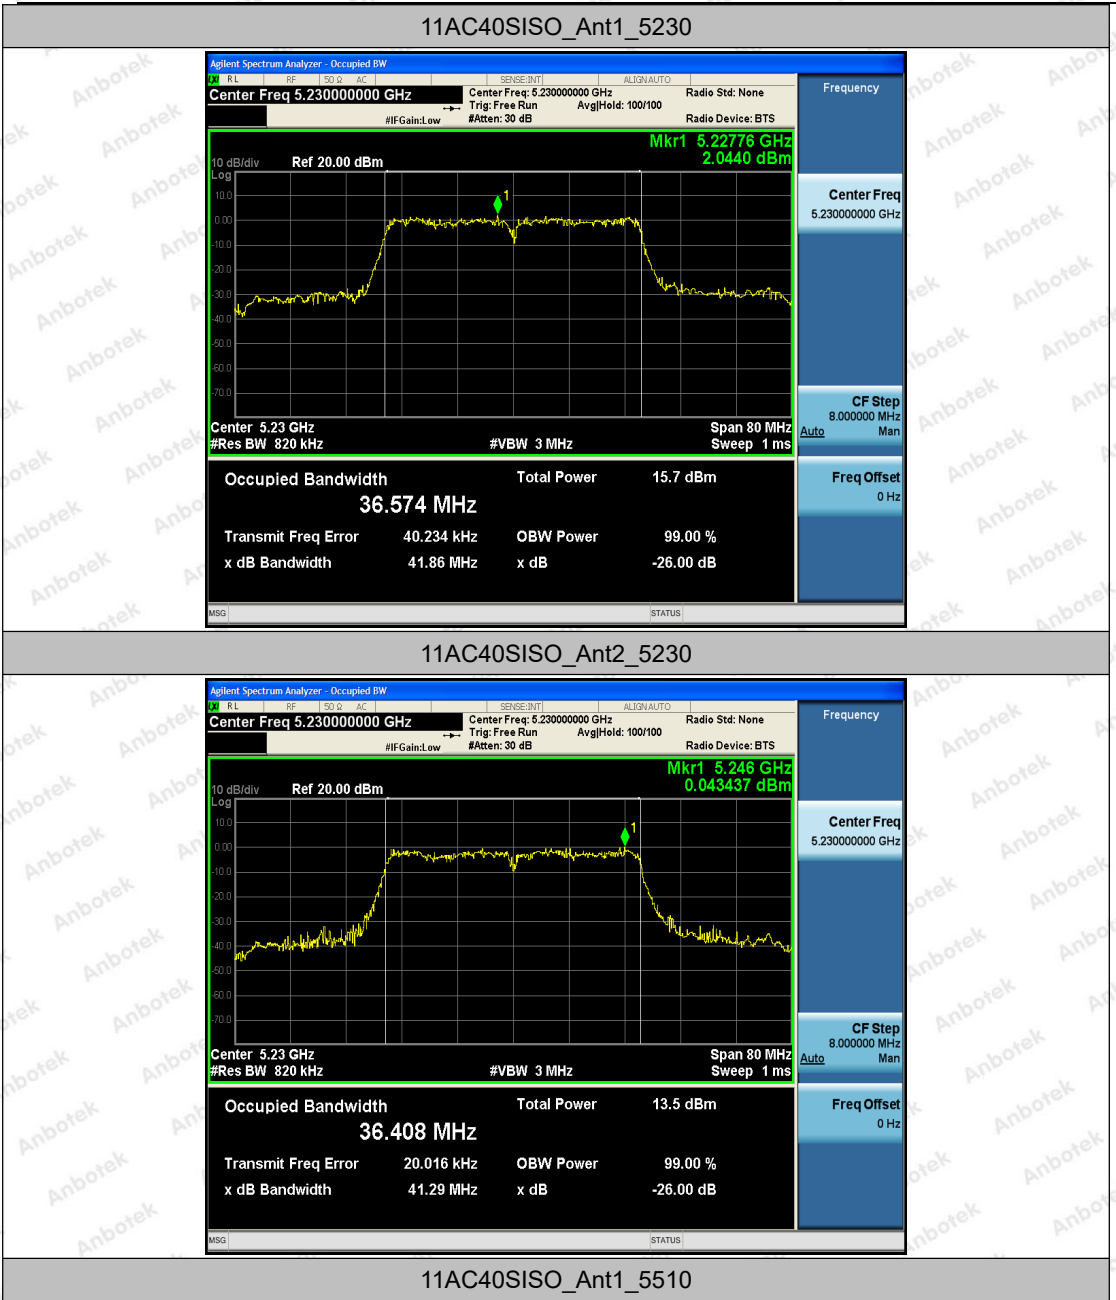 11AC40SISO_Ant1_5230
Agilent Spectrum Analyzer - Occupied BW
LXI RL RF 50 Ω AC SENSE:INT ALIGN AUTO
Center Freq 5.230000000 GHz
Center Freq: 5.230000000 GHz
Radio Std: None
Trig: Free Run Avg|Hold: 100/100
#IFGain:Low #Atten: 30 dB
Radio Device: BTS
Mkr1 5.22776 GHz
2.0440 dBm
10 dB/div Ref 20.00 dBm
Log
10.0
0.00
-10.0
-20.0
-30.0
-40.0
-50.0
-60.0
-70.0
1
Center 5.23 GHz Span 80 MHz
#Res BW 820 kHz #VBW 3 MHz Sweep 1 ms
Occupied Bandwidth Total Power 15.7 dBm
36.574 MHz
Transmit Freq Error 40.234 kHz OBW Power 99.00 %
x dB Bandwidth 41.86 MHz x dB -26.00 dB
MSG STATUS
Frequency
Center Freq
5.230000000 GHz
CF Step
8.000000 MHz
Auto Man
Freq Offset
0 Hz
11AC40SISO_Ant2_5230
Agilent Spectrum Analyzer - Occupied BW
LXI RL RF 50 Ω AC SENSE:INT ALIGN AUTO
Center Freq 5.230000000 GHz
Center Freq: 5.230000000 GHz
Radio Std: None
Trig: Free Run Avg|Hold: 100/100
#IFGain:Low #Atten: 30 dB
Radio Device: BTS
Mkr1 5.246 GHz
0.043437 dBm
10 dB/div Ref 20.00 dBm
Log
10.0
0.00
-10.0
-20.0
-30.0
-40.0
-50.0
-60.0
-70.0
1
Center 5.23 GHz Span 80 MHz
#Res BW 820 kHz #VBW 3 MHz Sweep 1 ms
Occupied Bandwidth Total Power 13.5 dBm
36.408 MHz
Transmit Freq Error 20.016 kHz OBW Power 99.00 %
x dB Bandwidth 41.29 MHz x dB -26.00 dB
MSG STATUS
Frequency
Center Freq
5.230000000 GHz
CF Step
8.000000 MHz
Auto Man
Freq Offset
0 Hz
11AC40SISO_Ant1_5510